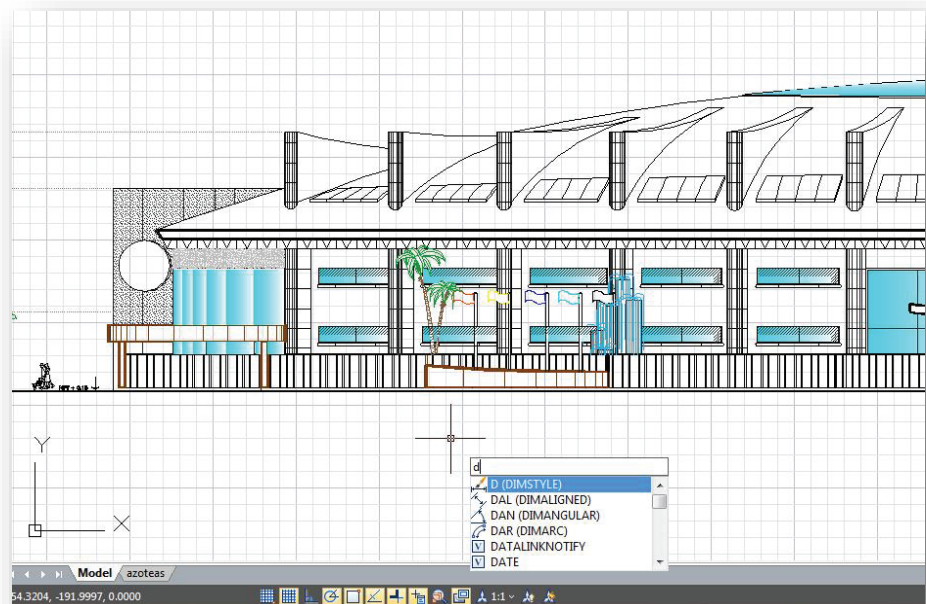 d
D (DIMSTYLE)
DAL (DIMALIGNED)
DAN (DIMANGULAR)
DAR (DIMARC)
DATALINKNOTIFY
DATE
Y
X
Model azoteas
54.3204, -191.9997, 0.0000 1:1